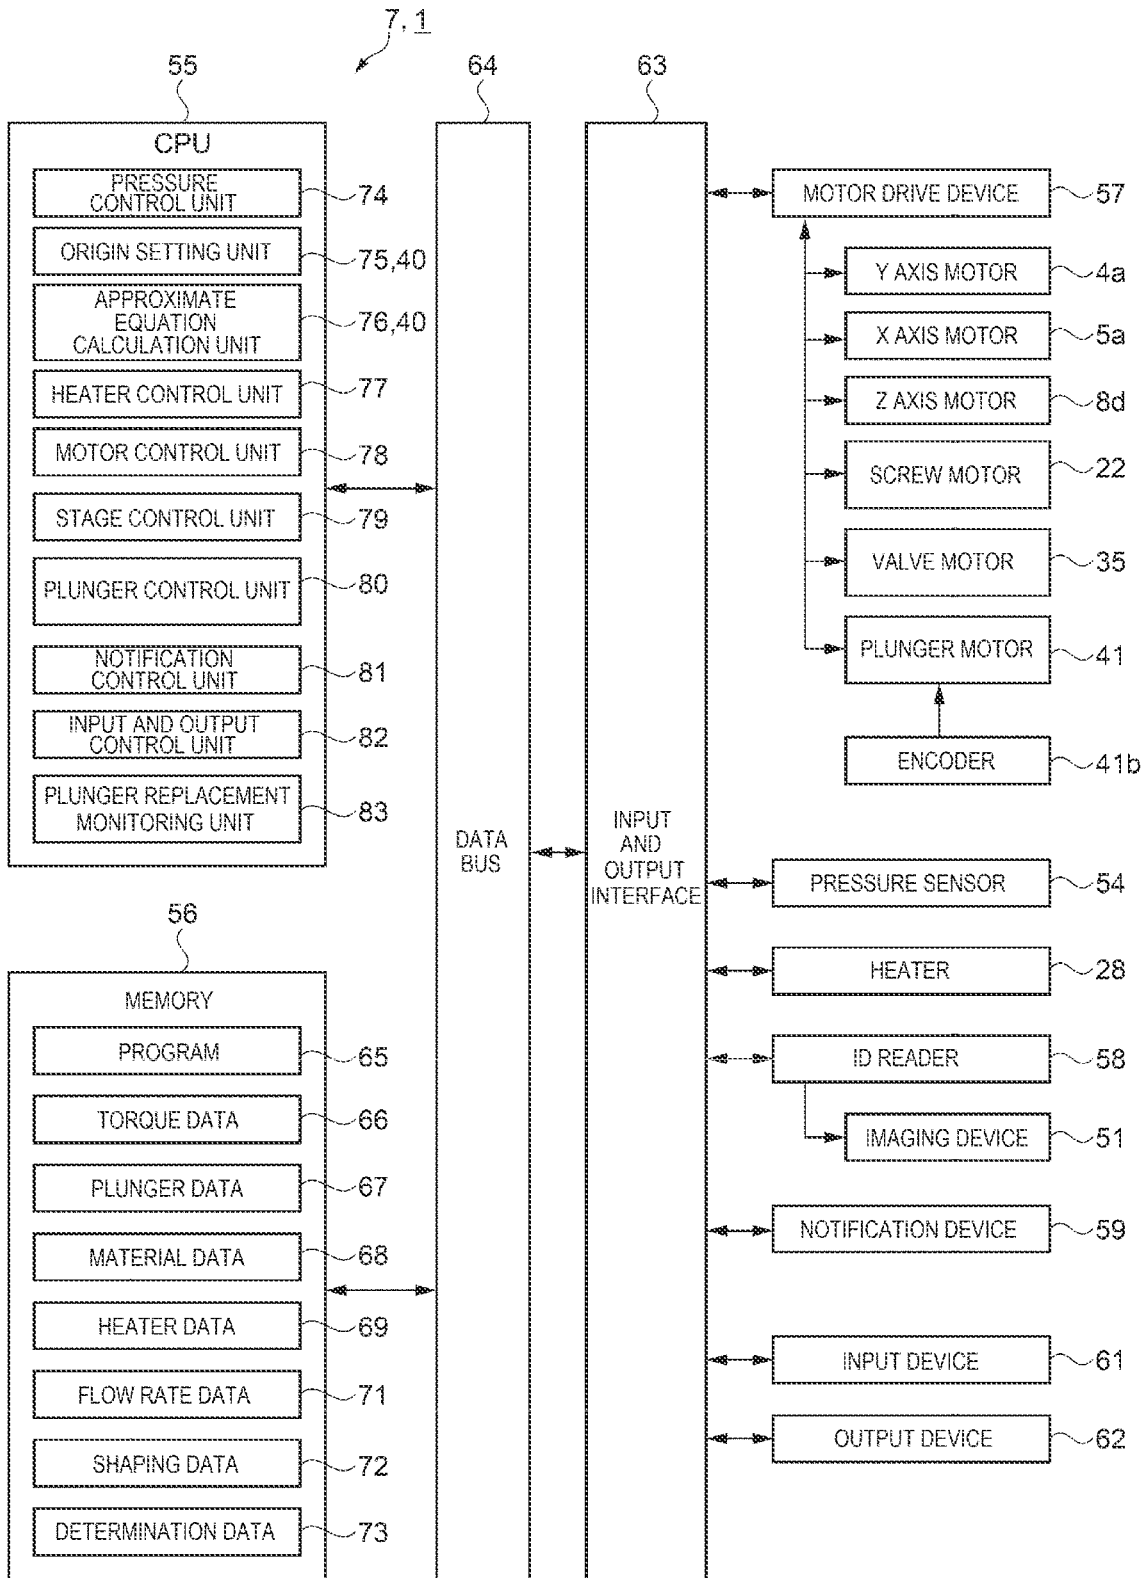 7, 1
55
64
63
CPU
PRESSURE
CONTROL UNIT
74
ORIGIN SETTING UNIT
75,40
APPROXIMATE
EQUATION
CALCULATION UNIT
76,40
HEATER CONTROL UNIT
77
MOTOR CONTROL UNIT
78
STAGE CONTROL UNIT
79
PLUNGER CONTROL UNIT
80
NOTIFICATION
CONTROL UNIT
81
INPUT AND OUTPUT
CONTROL UNIT
82
PLUNGER REPLACEMENT
MONITORING UNIT
83
56
MEMORY
PROGRAM
65
TORQUE DATA
66
PLUNGER DATA
67
MATERIAL DATA
68
HEATER DATA
69
FLOW RATE DATA
71
SHAPING DATA
72
DETERMINATION DATA
73
DATA
BUS
INPUT
AND
OUTPUT
INTERFACE
MOTOR DRIVE DEVICE
57
Y AXIS MOTOR
4a
X AXIS MOTOR
5a
Z AXIS MOTOR
8d
SCREW MOTOR
22
VALVE MOTOR
35
PLUNGER MOTOR
41
ENCODER
41b
PRESSURE SENSOR
54
HEATER
28
ID READER
58
IMAGING DEVICE
51
NOTIFICATION DEVICE
59
INPUT DEVICE
61
OUTPUT DEVICE
62